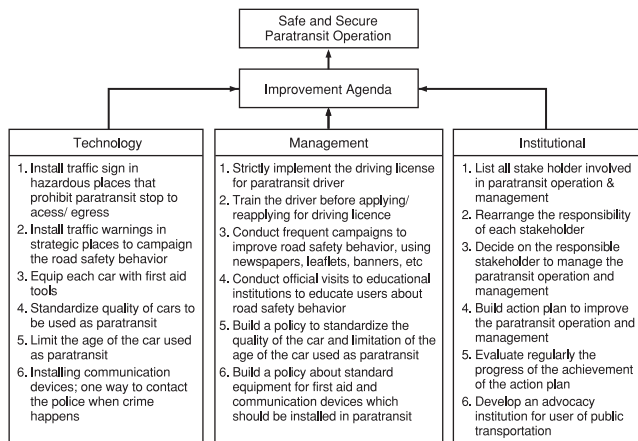 Safe and Secure
Paratransit Operation
Improvement Agenda
Technology
1. Install traffic sign in
hazardous places that
prohibit paratransit stop to
acess/ egress
2. Install traffic warnings in
strategic places to campaign
the road safety behavior
3. Equip each car with first aid
tools
4. Standardize quality of cars
to be used as paratransit
5. Limit the age of the car used
as paratransit
6. Installing communication
devices; one way to contact
the police when crime
happens
Management
1. Strictly implement the driving license
for paratransit driver
2. Train the driver before applying/
reapplying for driving licence
3. Conduct frequent campaigns to
improve road safety behavior, using
newspapers, leaflets, banners, etc
4. Conduct official visits to educational
institutions to educate users about
road safety behavior
5. Build a policy to standardize the
quality of the car and limitation of the
age of the car used as paratransit
6. Build a policy about standard
equipment for first aid and
communication devices which
should be installed in paratransit
Institutional
1. List all stake holder involved
in paratransit operation &
management
2. Rearrange the responsibility
of each stakeholder
3. Decide on the responsible
stakeholder to manage the
paratransit operation and
management
4. Build action plan to improve
the paratransit operation and
management
5. Evaluate regularly the
progress of the achievement
of the action plan
6. Develop an advocacy
institution for user of public
transportation